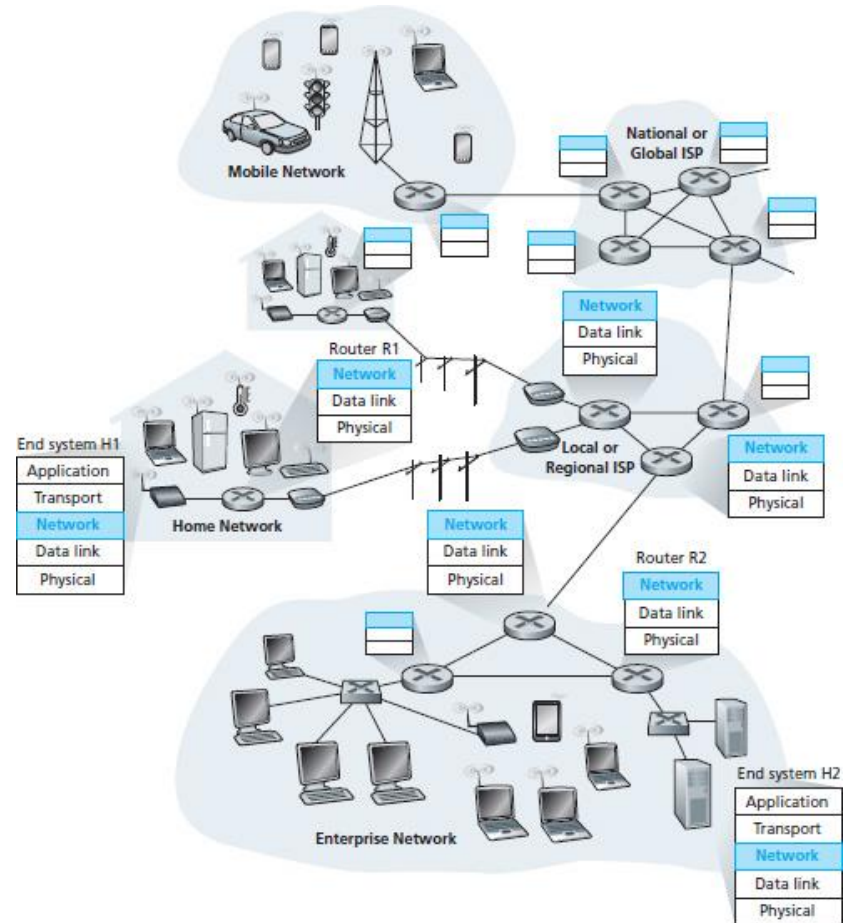 Mobile Network
National or
Global ISP
Network
Data link
Physical
Router R1
Network
Data link
Physical
End system H1
Application
Transport
Network
Data link
Physical
Home Network
Local or
Regional ISP
Network
Data link
Physical
Network
Data link
Physical
Router R2
Network
Data link
Physical
Enterprise Network
End system H2
Application
Transport
Network
Data link
Physical